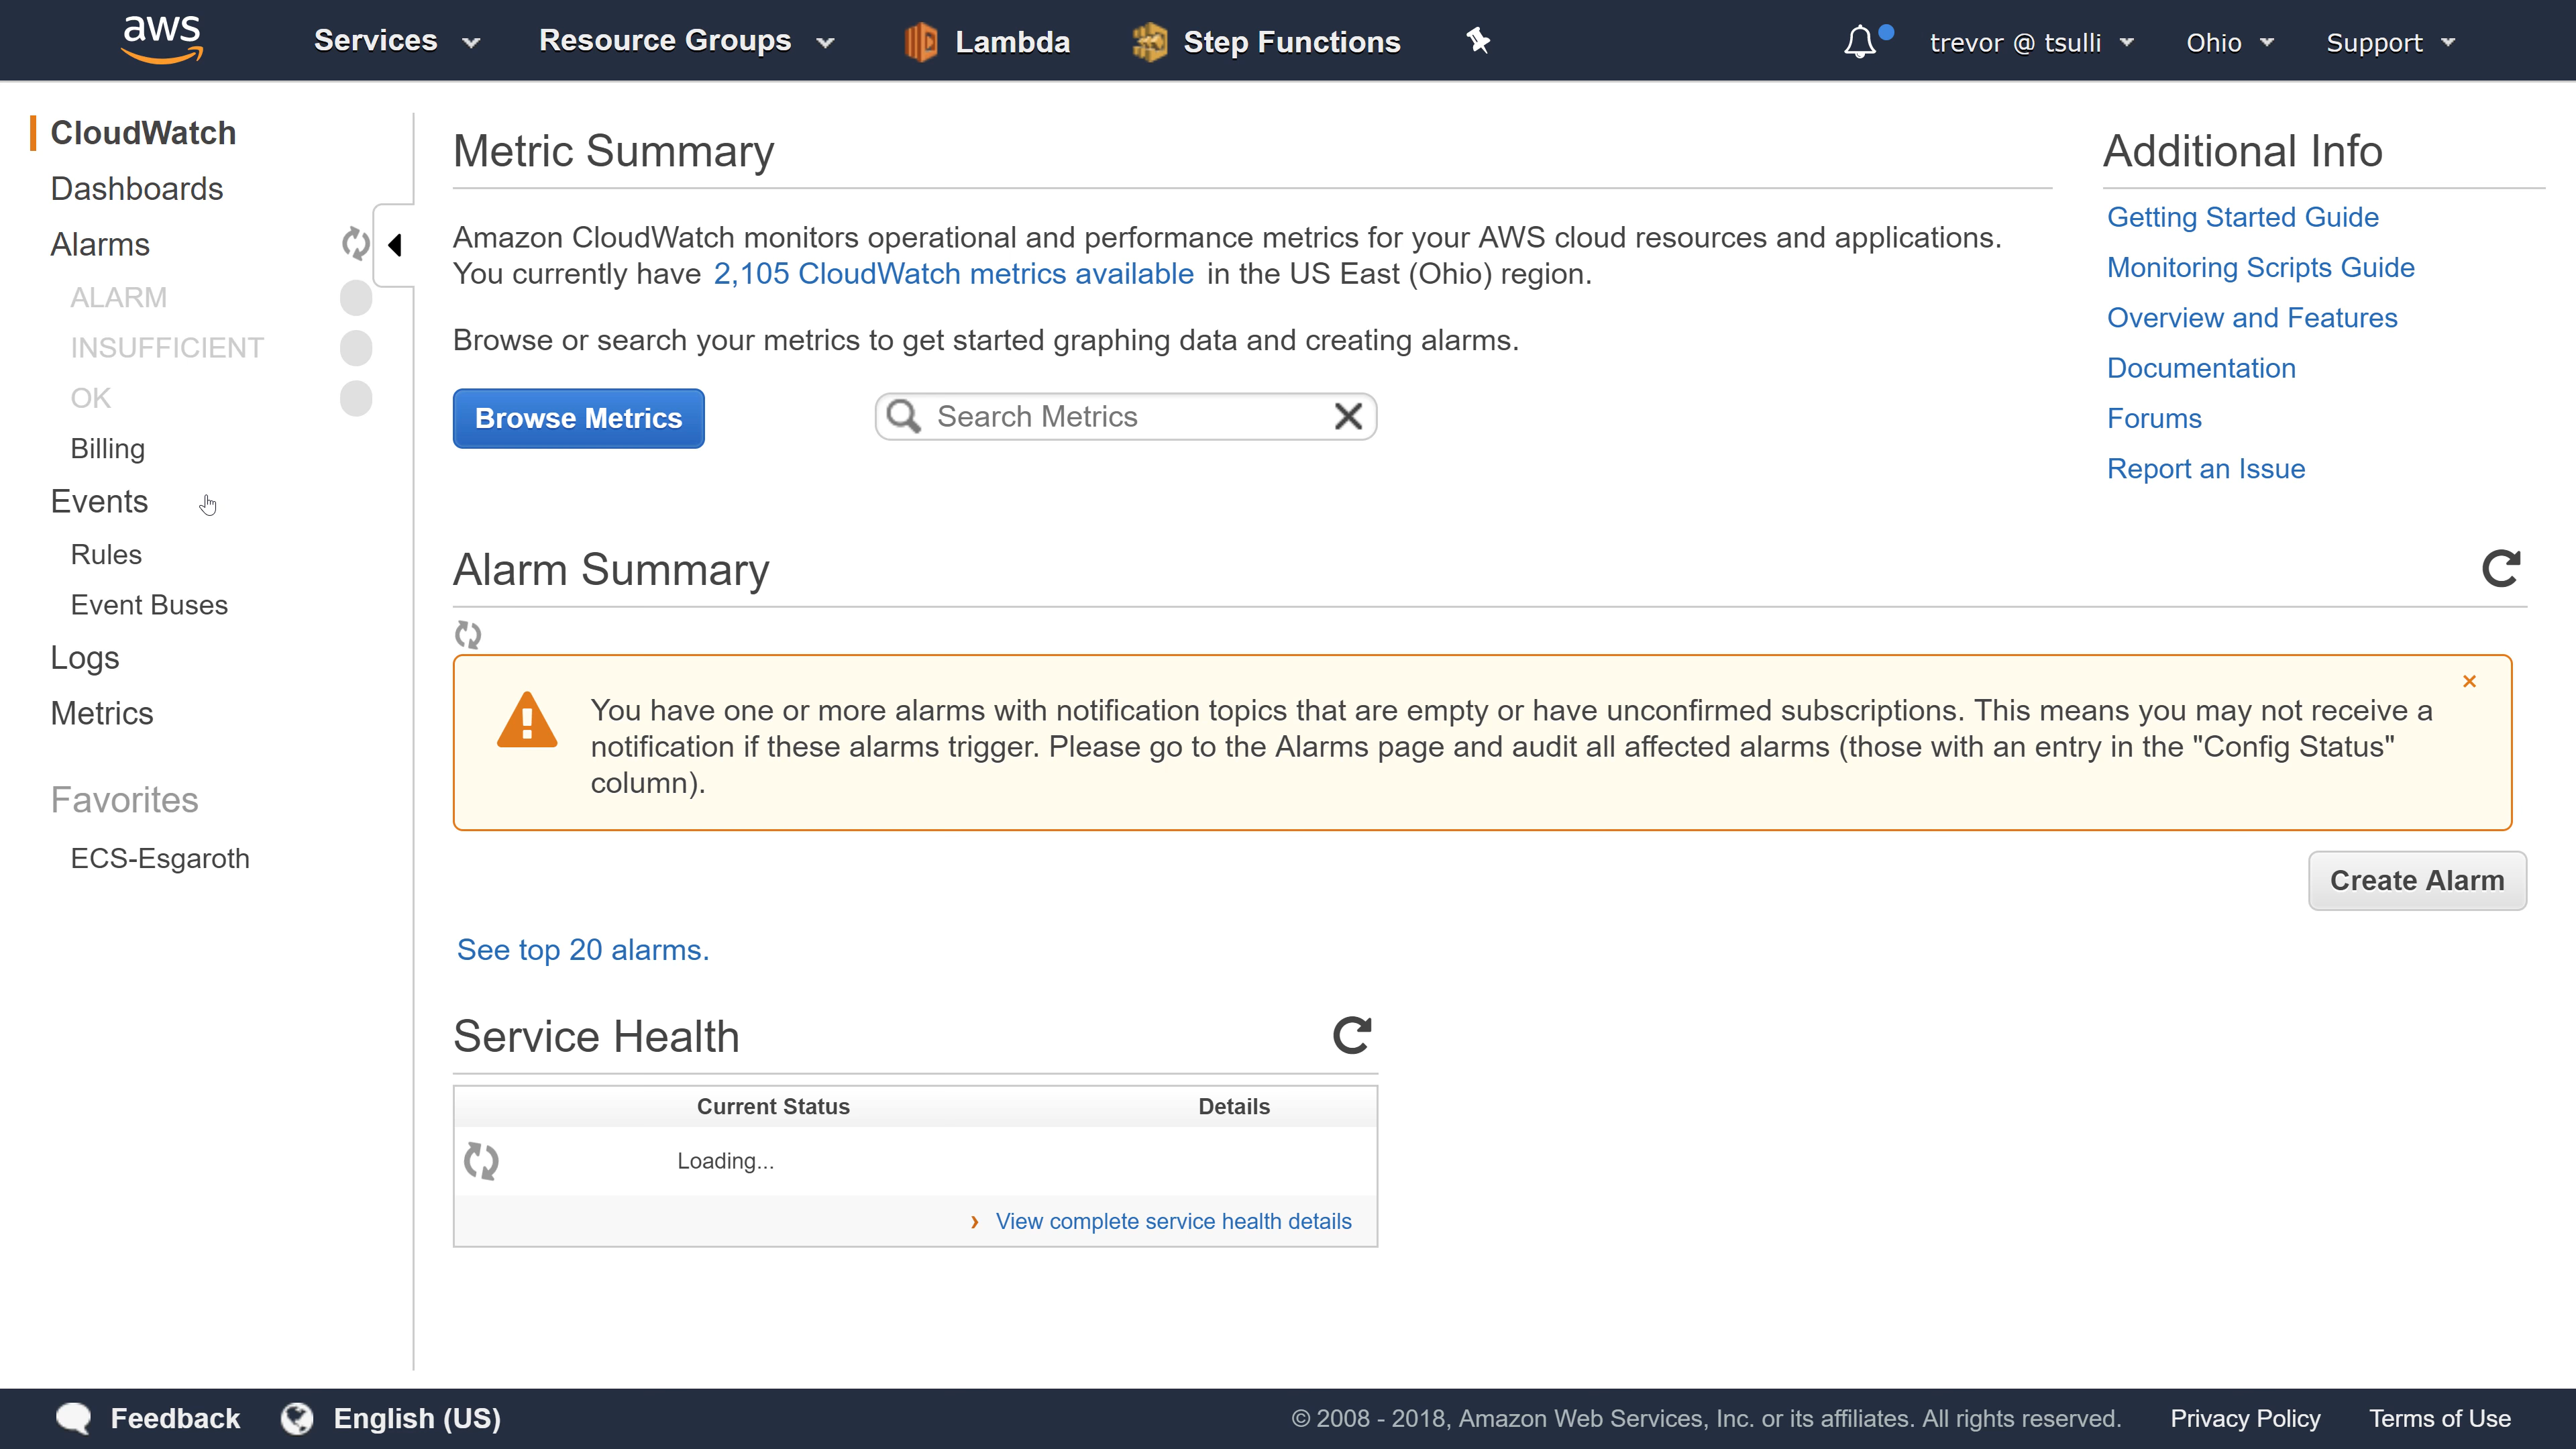 aws
Services
Resource Groups
Lambda
Step Functions
trevor @ tsulli
Ohio
Support
CloudWatch
Dashboards
Alarms
ALARM
INSUFFICIENT
OK
Billing
Events
Rules
Event Buses
Logs
Metrics
Favorites
ECS-Esgaroth
Metric Summary
Amazon CloudWatch monitors operational and performance metrics for your AWS cloud resources and applications.
You currently have 2,105 CloudWatch metrics available in the US East (Ohio) region.
Browse or search your metrics to get started graphing data and creating alarms.
Browse Metrics
Search Metrics
Additional Info
Getting Started Guide
Monitoring Scripts Guide
Overview and Features
Documentation
Forums
Report an Issue
Alarm Summary
You have one or more alarms with notification topics that are empty or have unconfirmed subscriptions. This means you may not receive a
notification if these alarms trigger. Please go to the Alarms page and audit all affected alarms (those with an entry in the "Config Status"
column).
Create Alarm
See top 20 alarms.
Service Health
Current Status
Details
Loading...
View complete service health details
Feedback
English (US)
© 2008 - 2018, Amazon Web Services, Inc. or its affiliates. All rights reserved.
Privacy Policy
Terms of Use